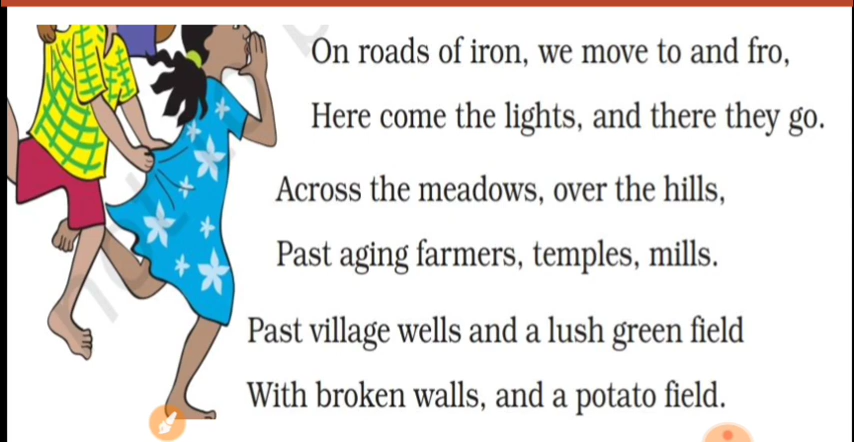 On roads of iron, we move to and fro,
Here come the lights, and there they go.
Across the meadows, over the hills,
Past aging farmers, temples, mills.
Past village wells and a lush green field
With broken walls, and a potato field.